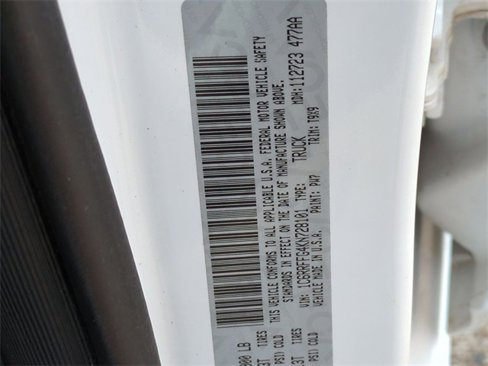 THIS VEHICLE CONFORMS TO ALL APPLICABLE U.S.A. FEDERAL MOTOR VEHICLE SAFETY
STANDARDS IN EFFECT ON THE DATE OF MANUFACTURE SHOWN ABOVE.
VIN: 1C6RRFFG4KN728101 TYPE: TRUCK MDH: 112723 477AA
VEHICLE MADE IN U.S.A. PAINT: PW7 TRIM: T9X9
000 LB
TIRES
PSI) COLD
TIRES
PSI) COLD